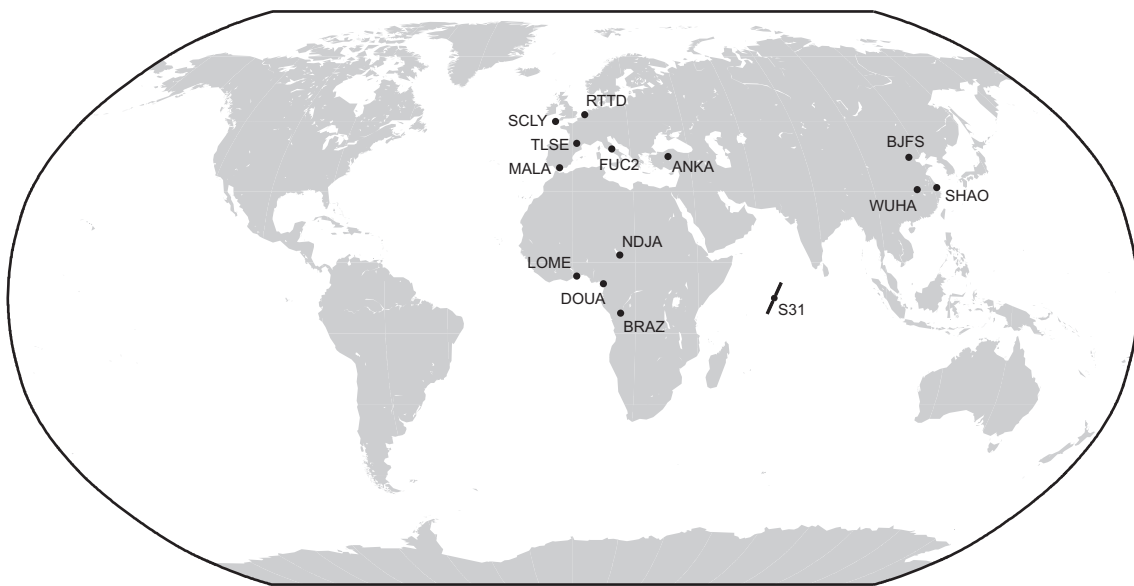 RTTD
SCLY
TLSE
BJFS
MALA
FUC2
ANKA
WUHA
SHAO
NDJA
LOME
DOUA
S31
BRAZ